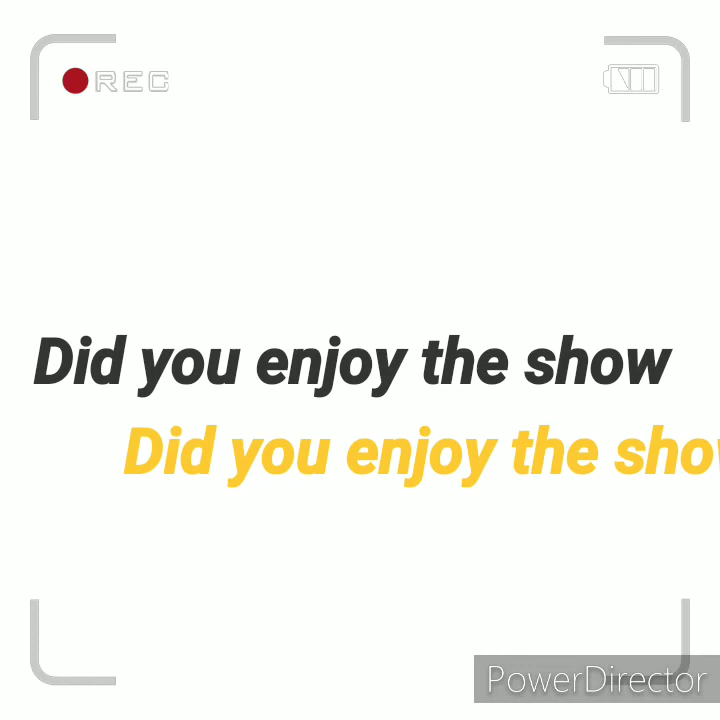 REC
Did you enjoy the show
Did you enjoy the sho
PowerDirector